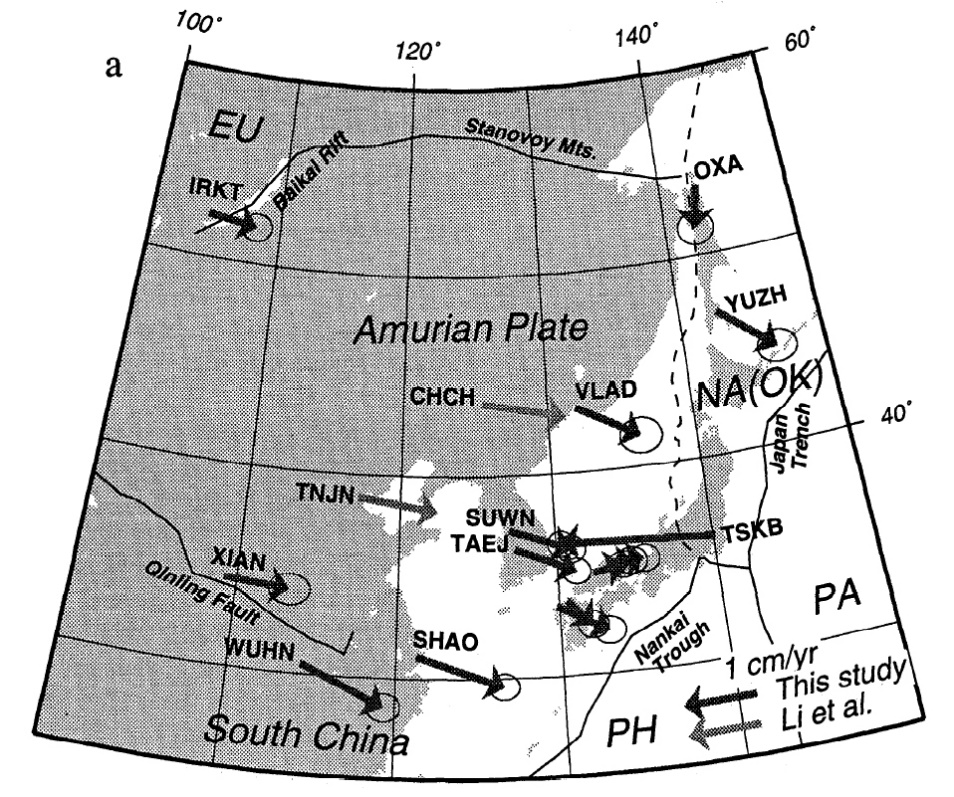 a
100°
120°
140°
60°
EU
Stanovoy Mts.
Baikal Rift
IRKT
OXA
YUZH
Amurian Plate
NA(OK)
CHCH
VLAD
40°
Japan
Trench
TNJN
SUWN
TAEJ
TSKB
XIAN
Qinling Fault
PA
WUHN
SHAO
Nankai
Trough
1 cm/yr
This study
Li et al.
South China
PH